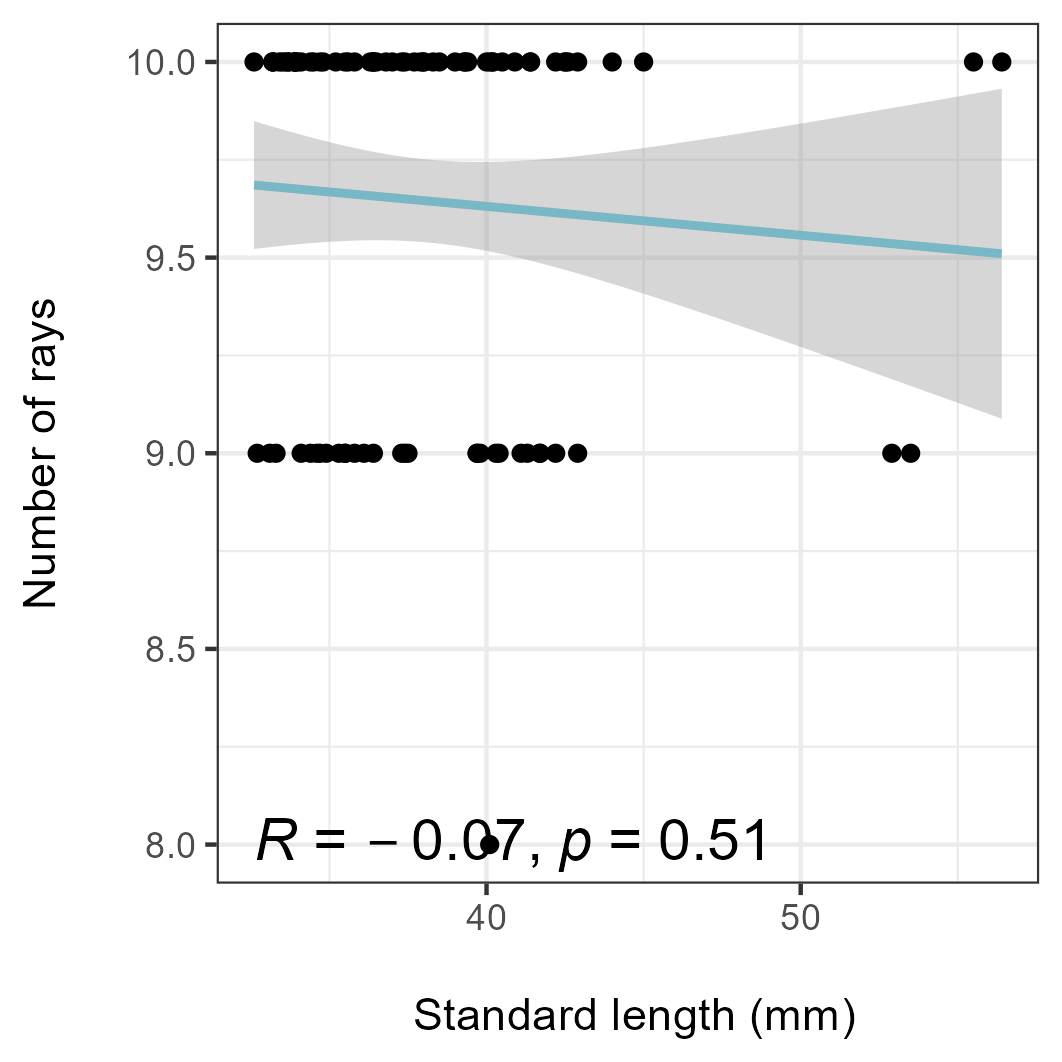 10.0
9.5
9.0
8.5
8.0
Number of rays
R = − 0.07, p = 0.51
40 50
Standard length (mm)